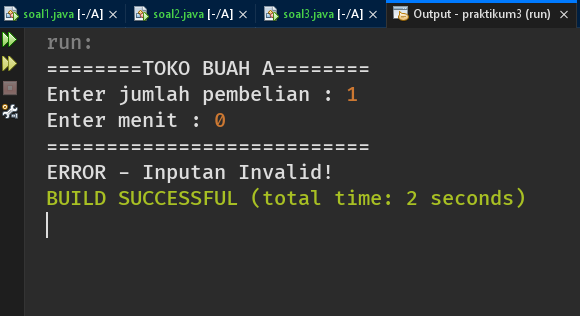 soal1.java [-/A] × soal2.java [-/A] × soal3.java [-/A] × Output - praktikum3 (run) ×
run:
========TOKO BUAH A========
Enter jumlah pembelian : 1
Enter menit : 0
===========================
ERROR - Inputan Invalid!
BUILD SUCCESSFUL (total time: 2 seconds)